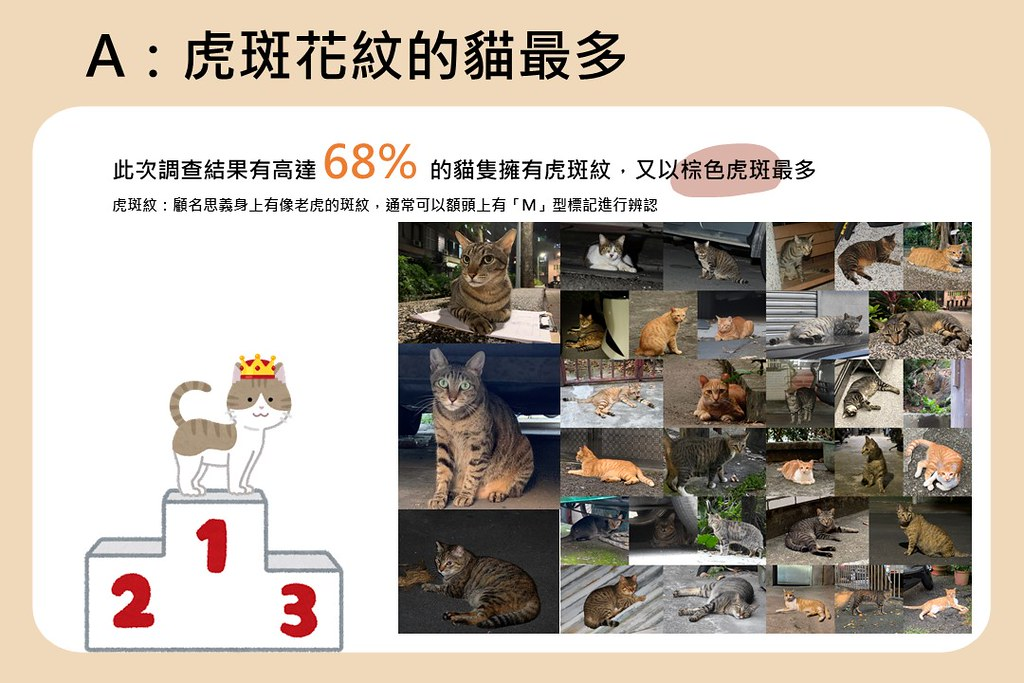 A：虎斑花紋的貓最多
此次調查結果有高達 68% 的貓隻擁有虎斑紋，又以棕色虎斑最多
虎斑紋：顧名思義身上有像老虎的斑紋，通常可以額頭上有「M」型標記進行辨認
1
2
3